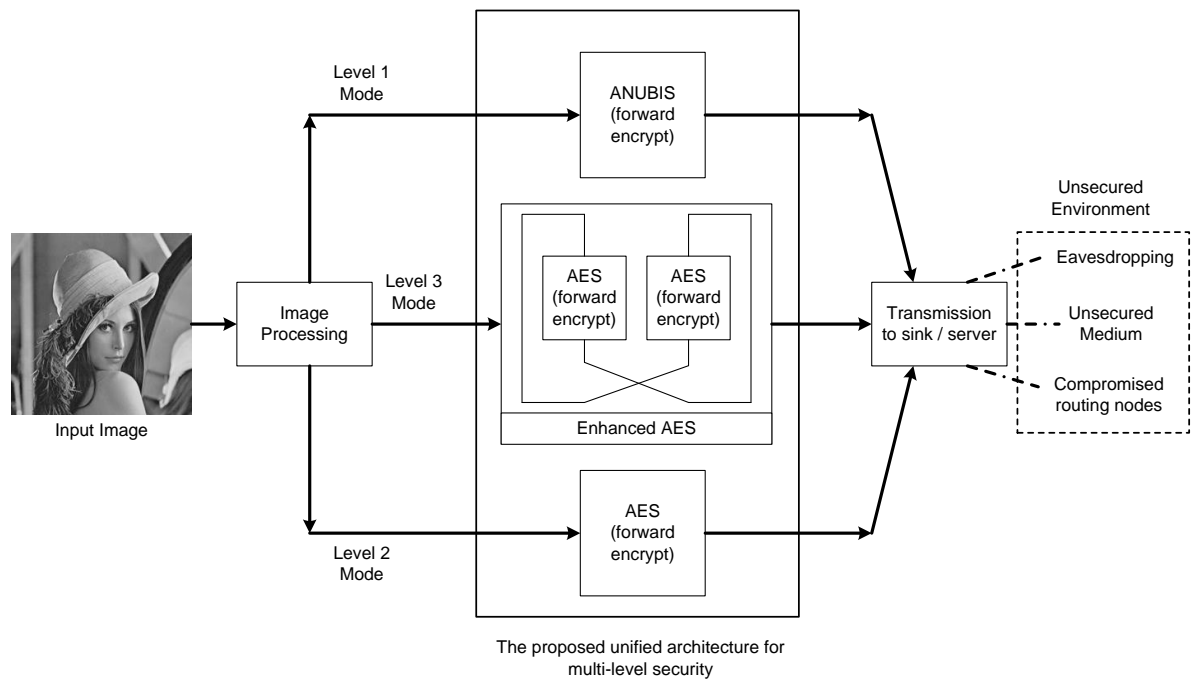 Level 1
Mode
ANUBIS
(forward
encrypt)
Unsecured
Environment
Eavesdropping
Unsecured
Medium
Compromised
routing nodes
Level 3
Mode
AES
(forward
encrypt)
AES
(forward
encrypt)
Enhanced AES
Image
Processing
Transmission
to sink / server
Input Image
AES
(forward
encrypt)
Level 2
Mode
The proposed unified architecture for
multi-level security